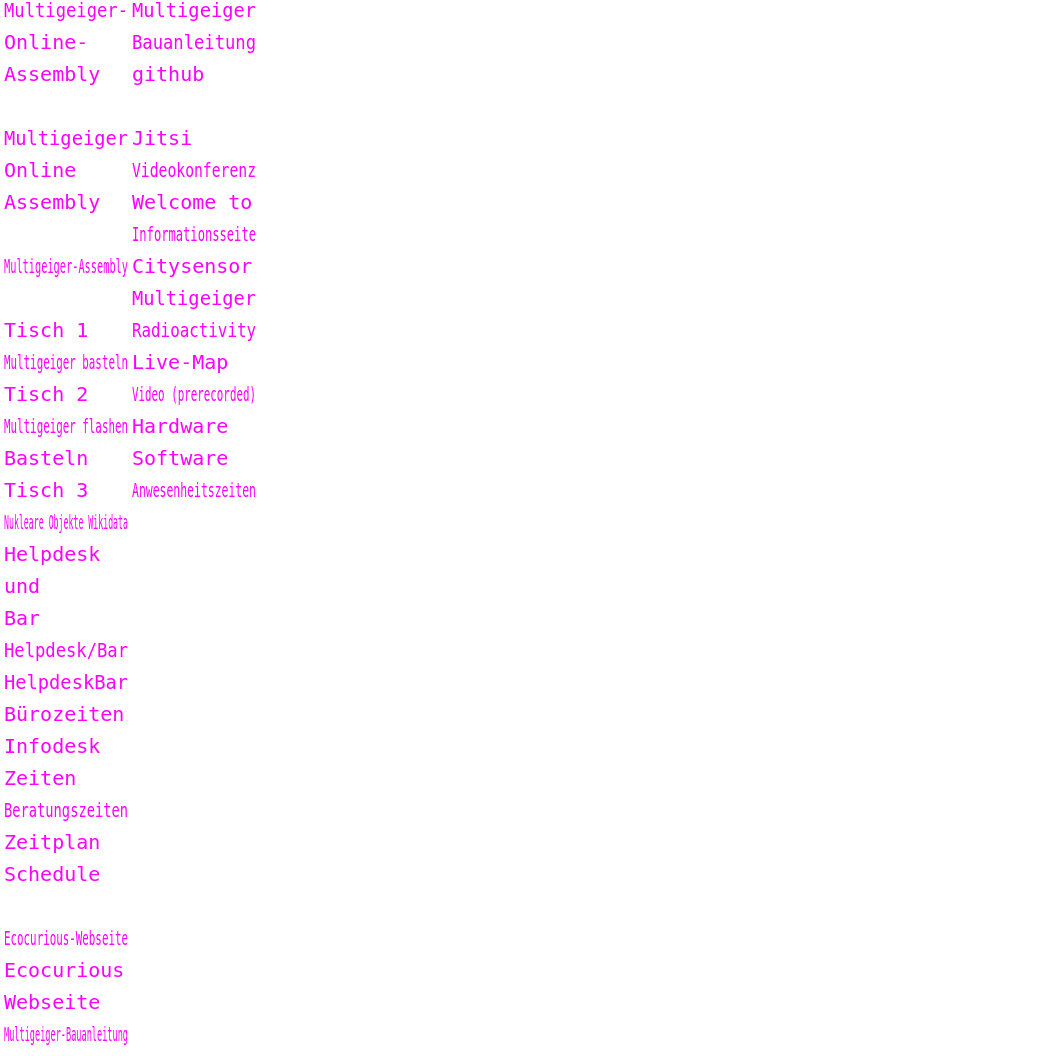 Multigeiger-
Online-
Assembly
Multigeiger
Online
Assembly
Multigeiger-Assembly
Tisch 1
Multigeiger basteln
Tisch 2
Multigeiger flashen
Basteln
Tisch 3
Nukleare Objekte Wikidata
Helpdesk
und
Bar
Helpdesk/Bar
HelpdeskBar
Bürozeiten
Infodesk
Zeiten
Beratungszeiten
Zeitplan
Schedule
Ecocurious-Webseite
Ecocurious
Webseite
Multigeiger-Bauanleitung
Multigeiger
Bauanleitung
github
Jitsi
Videokonferenz
Welcome to
Informationsseite
Citysensor
Multigeiger
Radioactivity
Live-Map
Video (prerecorded)
Hardware
Software
Anwesenheitszeiten